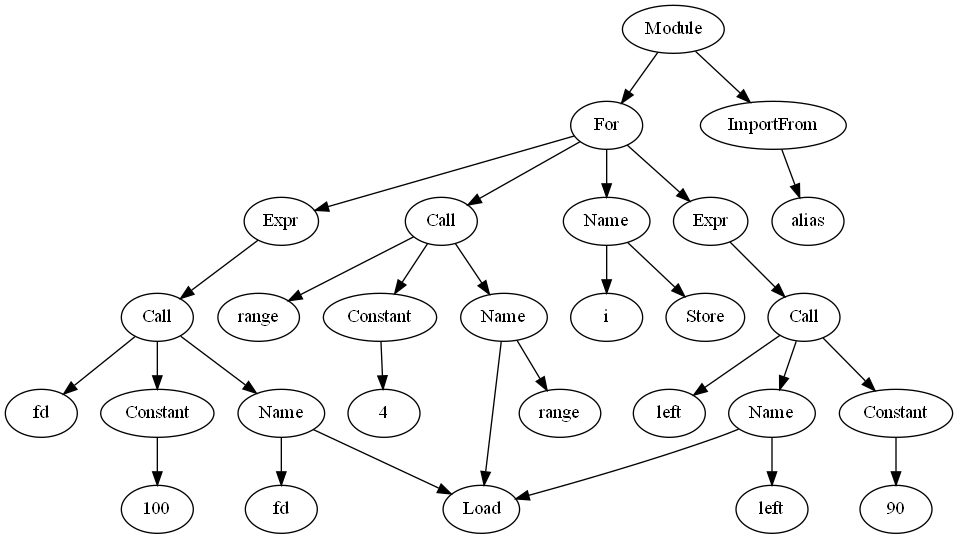 Module
For
ImportFrom
Expr
Call
Name
Expr
alias
Call
range
Constant
Name
i
Store
Call
fd
Constant
Name
4
range
left
Name
Constant
100
fd
Load
left
90